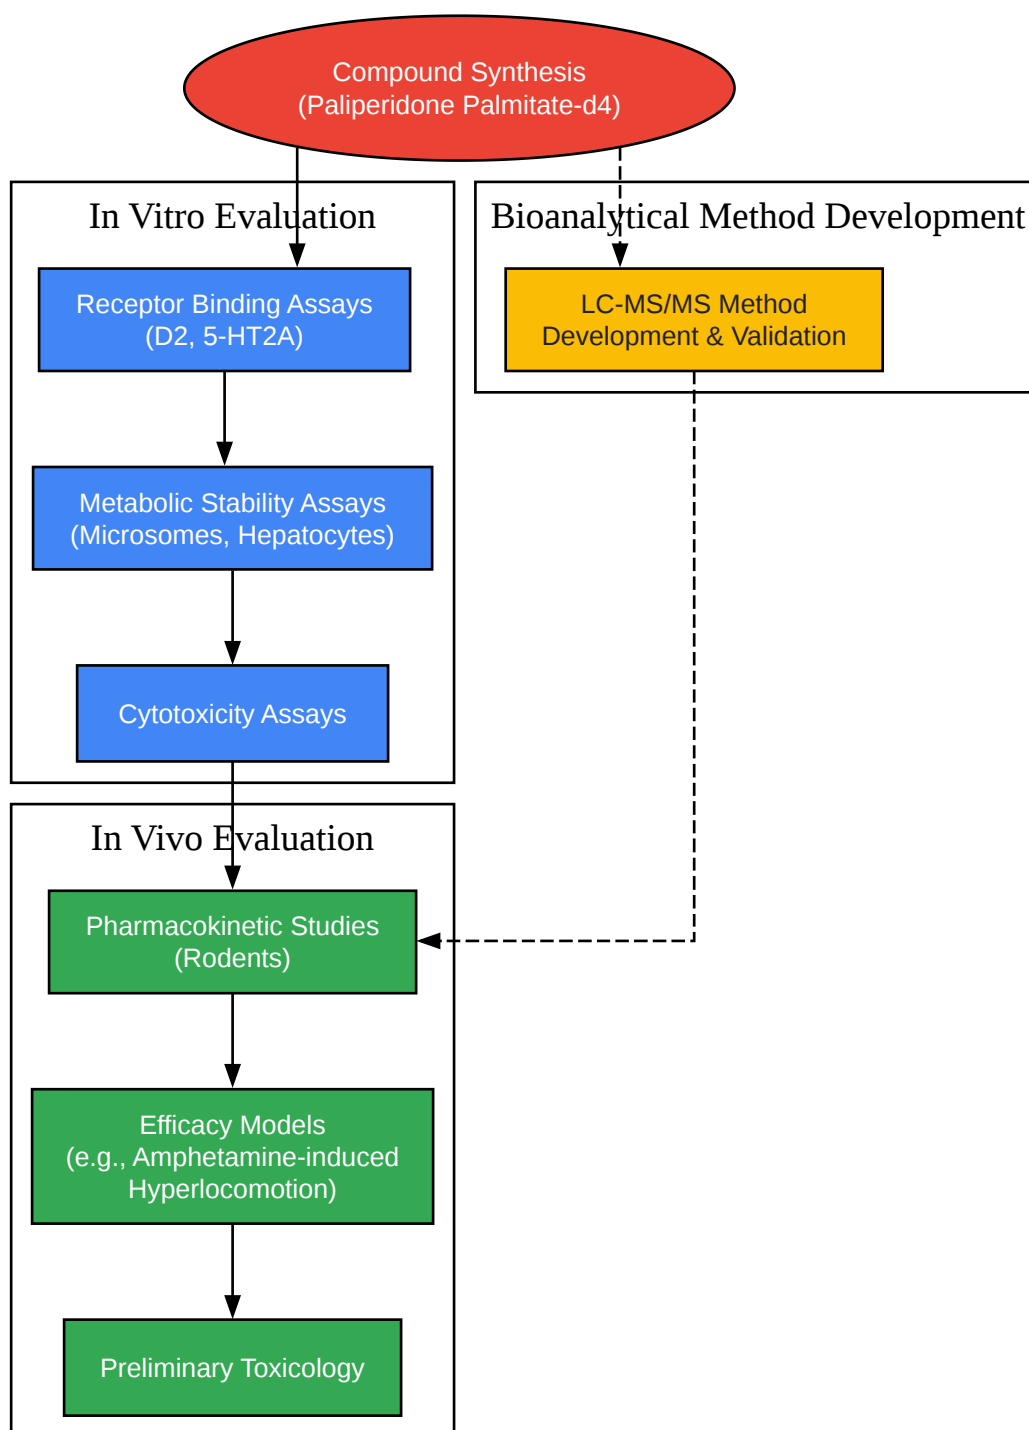 Compound Synthesis
(Paliperidone Palmitate-d4)
In Vitro Evaluation
Receptor Binding Assays
(D2, 5-HT2A)
Metabolic Stability Assays
(Microsomes, Hepatocytes)
Cytotoxicity Assays
Bioanalytical Method Development
LC-MS/MS Method
Development & Validation
In Vivo Evaluation
Pharmacokinetic Studies
(Rodents)
Efficacy Models
(e.g., Amphetamine-induced
Hyperlocomotion)
Preliminary Toxicology